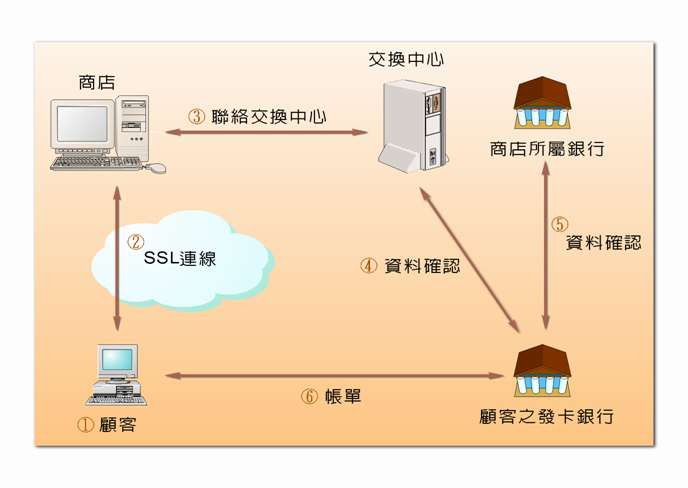 交換中心
商店
③ 聯絡交換中心
商店所屬銀行
② SSL連線
⑤ 資料確認
④ 資料確認
⑥ 帳單
① 顧客
顧客之發卡銀行